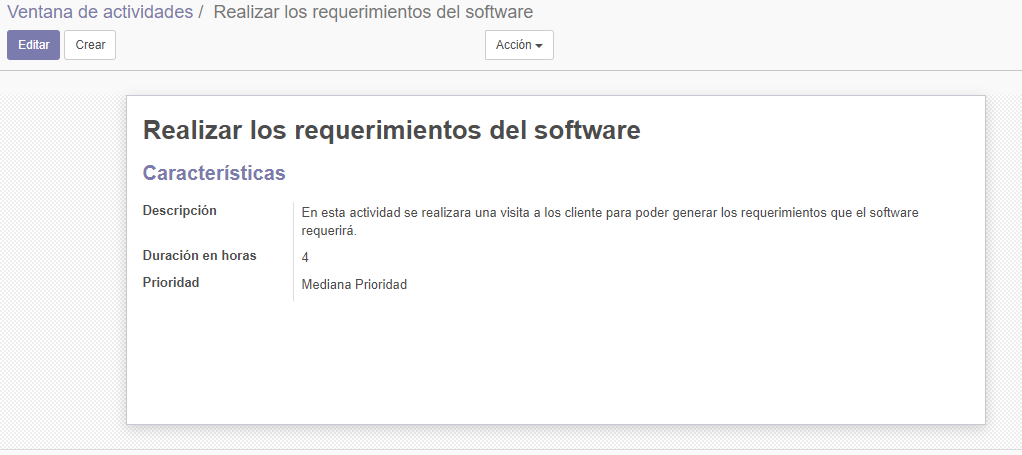 Ventana de actividades / Realizar los requerimientos del software
Editar Crear Acción
Realizar los requerimientos del software
Características
Descripción En esta actividad se realizara una visita a los cliente para poder generar los requerimientos que el software
requerirá.
Duración en horas 4
Prioridad Mediana Prioridad